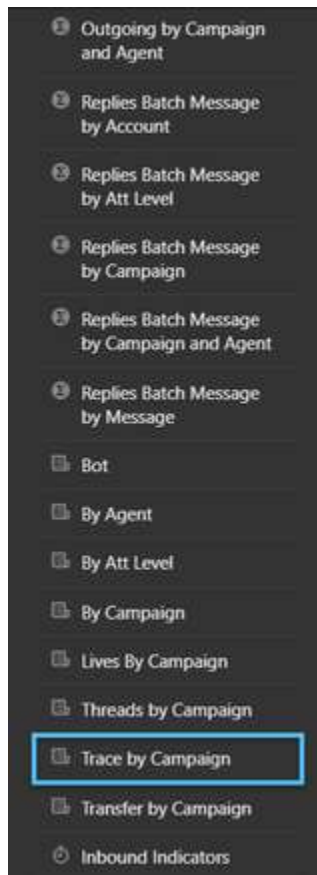 Outgoing by Campaign
and Agent
Replies Batch Message
by Account
Replies Batch Message
by Att Level
Replies Batch Message
by Campaign
Replies Batch Message
by Campaign and Agent
Replies Batch Message
by Message
Bot
By Agent
By Att Level
By Campaign
Lives By Campaign
Threads by Campaign
Trace by Campaign
Transfer by Campaign
Inbound Indicators